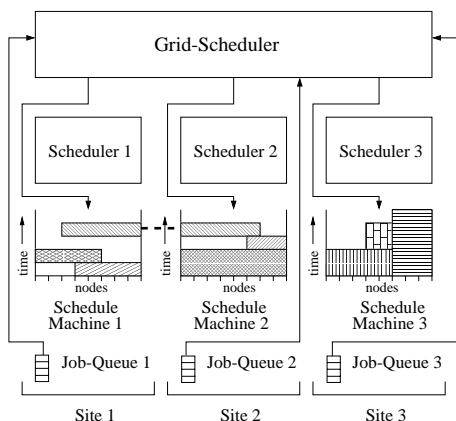 Grid-Scheduler
Scheduler 1
Scheduler 2
Scheduler 3
time
nodes
Schedule
Machine 1
time
nodes
Schedule
Machine 2
time
nodes
Schedule
Machine 3
Job-Queue 1
Job-Queue 2
Job-Queue 3
Site 1
Site 2
Site 3